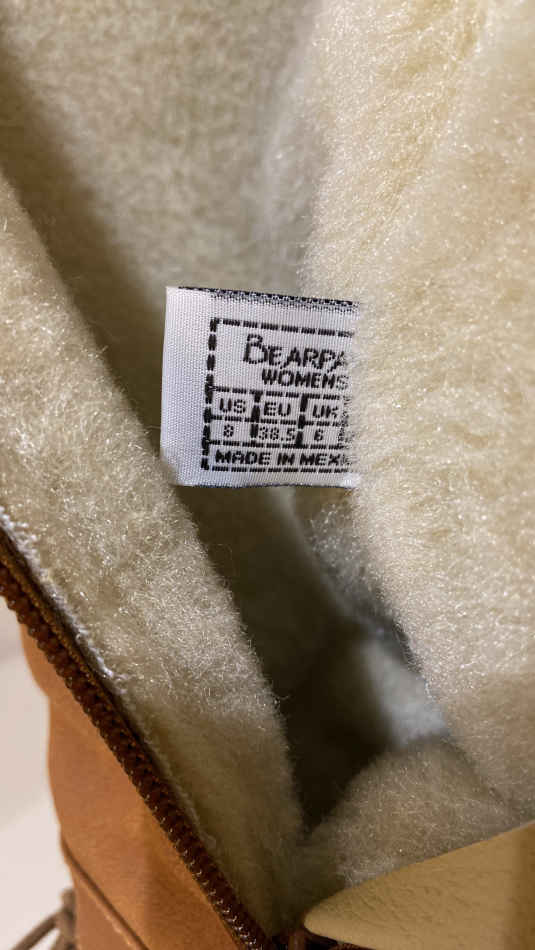 BEARPA
WOMENS
US EU UK
8 38.5 6
MADE IN MEXI